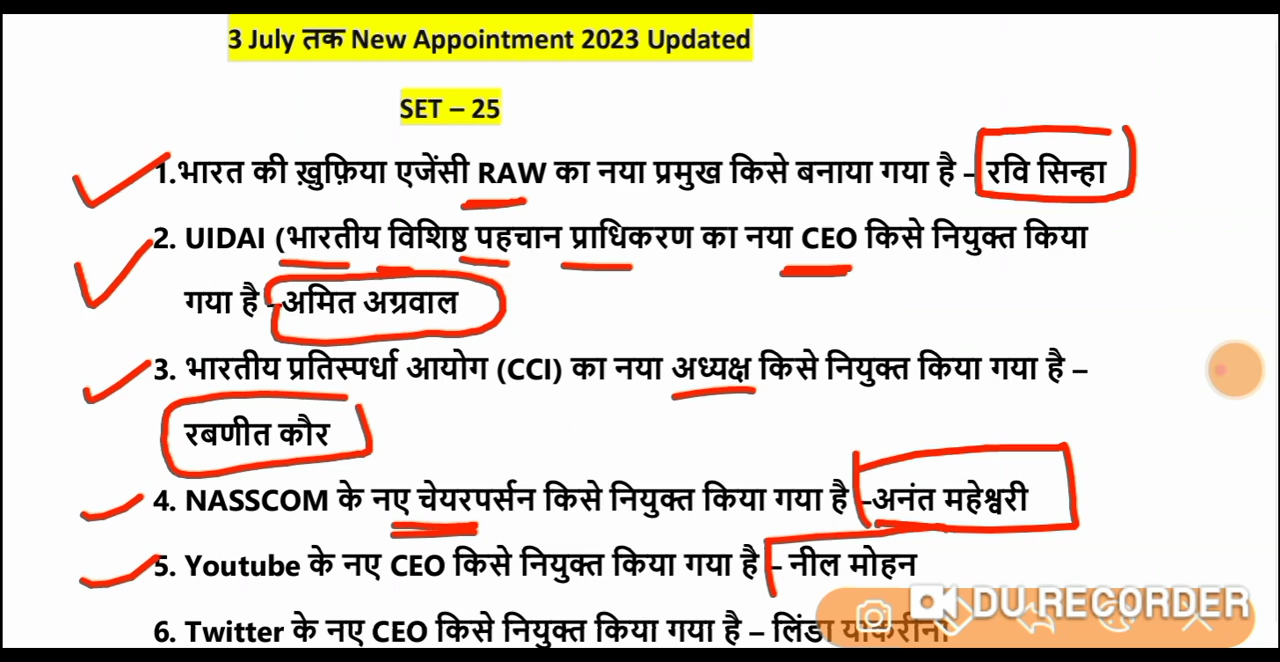 3 July तक New Appointment 2023 Updated
SET – 25
1.भारत की ख़ुफ़िया एजेंसी RAW का नया प्रमुख किसे बनाया गया है – रवि सिन्हा
2. UIDAI (भारतीय विशिष्ठ पहचान प्राधिकरण का नया CEO किसे नियुक्त किया
गया है -अमित अग्रवाल
3. भारतीय प्रतिस्पर्धा आयोग (CCI) का नया अध्यक्ष किसे नियुक्त किया गया है –
रबणीत कौर
4. NASSCOM के नए चेयरपर्सन किसे नियुक्त किया गया है –अनंत महेश्वरी
5. Youtube के नए CEO किसे नियुक्त किया गया है – नील मोहन
DU RECORDER
6. Twitter के नए CEO किसे नियुक्त किया गया है – लिंडा याकरीनो